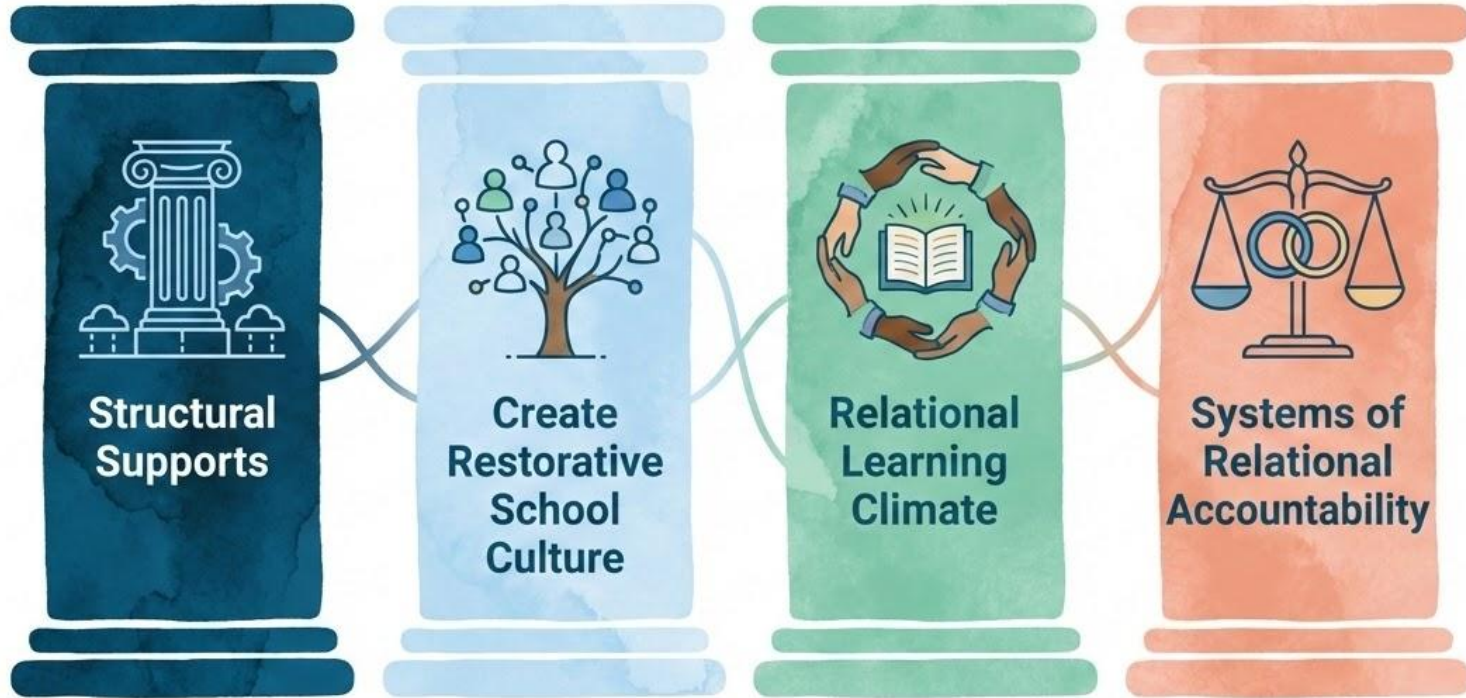 Structural
Supports
Create
Restorative
School
Culture
Relational
Learning
Climate
Systems of
Relational
Accountability